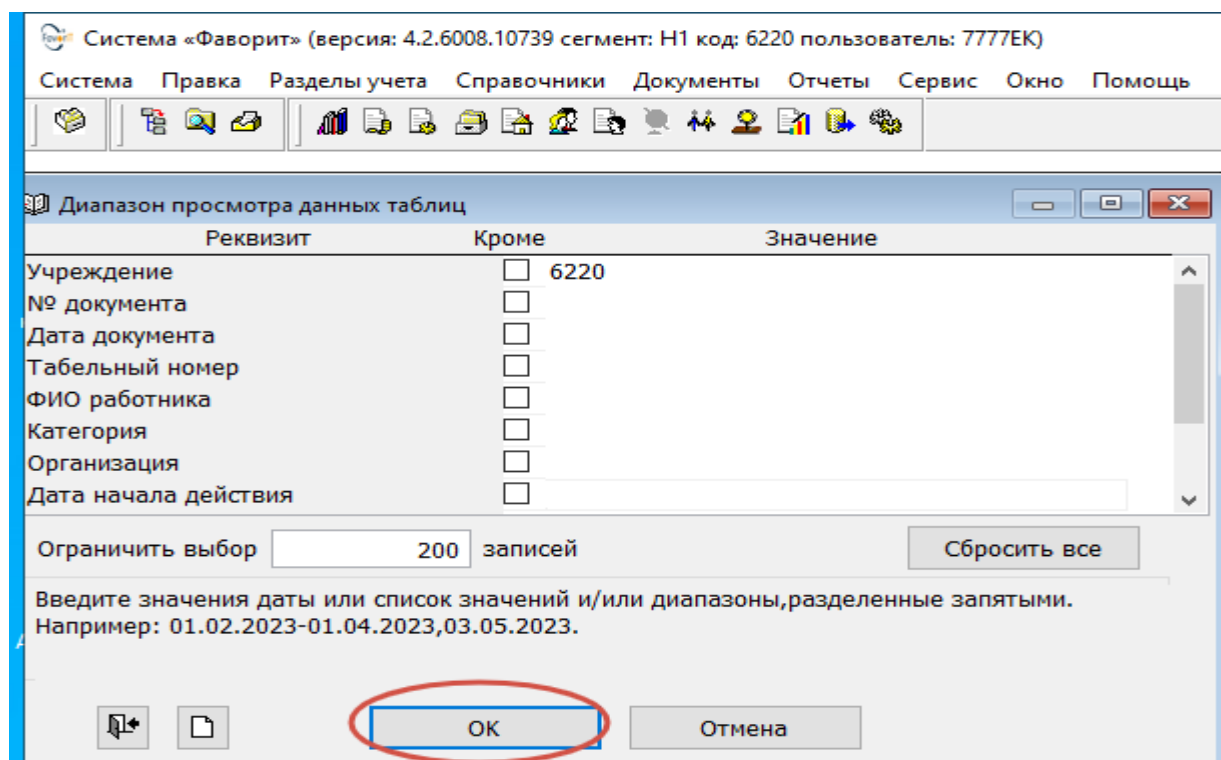 Система «Фаворит» (версия: 4.2.6008.10739 сегмент: H1 код: 6220 пользователь: 7777EK)
Система Правка Разделы учета Справочники Документы Отчеты Сервис Окно Помощь
Диапазон просмотра данных таблиц
Реквизит Кроме Значение
Учреждение 6220
№ документа
Дата документа
Табельный номер
ФИО работника
Категория
Организация
Дата начала действия
Ограничить выбор 200 записей Сбросить все
Введите значения даты или список значений и/или диапазоны,разделенные запятыми.
Например: 01.02.2023-01.04.2023,03.05.2023.
OK Отмена